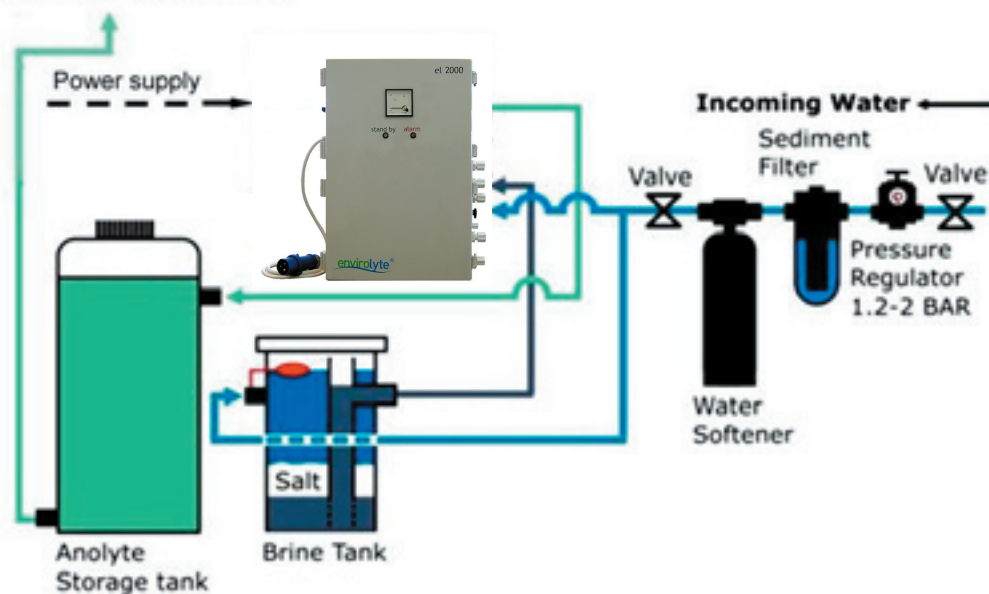 Power supply
el 2000
stand by alarm
envirolyte®
Incoming Water
Sediment
Filter
Valve
Valve
Pressure
Regulator
1.2-2 BAR
Water
Softener
Salt
Brine Tank
Anolyte
Storage tank